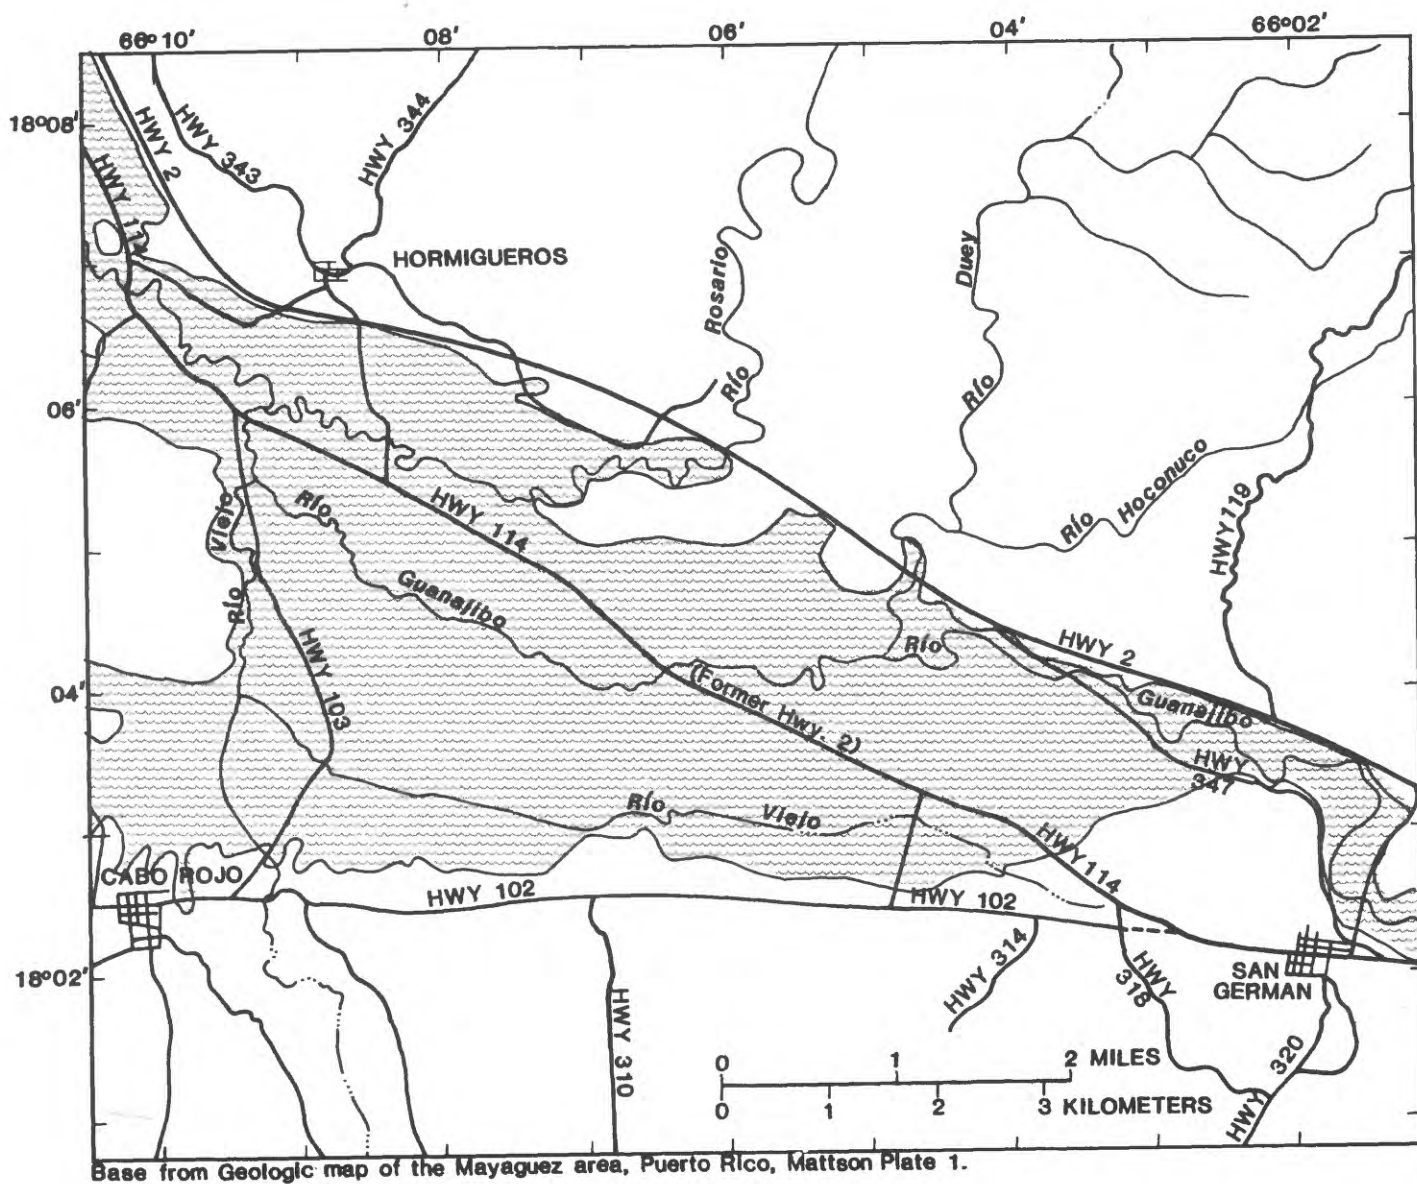 66°10'
08'
06'
04'
66°02'
18°08'
HWY 2
HWY 343
HWY 344
HWY 114
HORMIGUEROS
Rosario
Río
Duey
Río
06'
Río Hoconuco
HWY 119
Viejo
Río
Río
Guanajibo
HWY 114
HWY 103
Río
HWY 2
Guanajibo
04'
(Former Hwy. 2)
HWY
347
Río Viejo
HWY 114
CABO ROJO
HWY 102
HWY 102
18°02'
HWY 310
HWY 314
HWY
318
SAN
GERMAN
HWY 320
0 1 2 MILES
0 1 2 3 KILOMETERS
Base from Geologic map of the Mayaguez area, Puerto Rico, Mattson Plate 1.